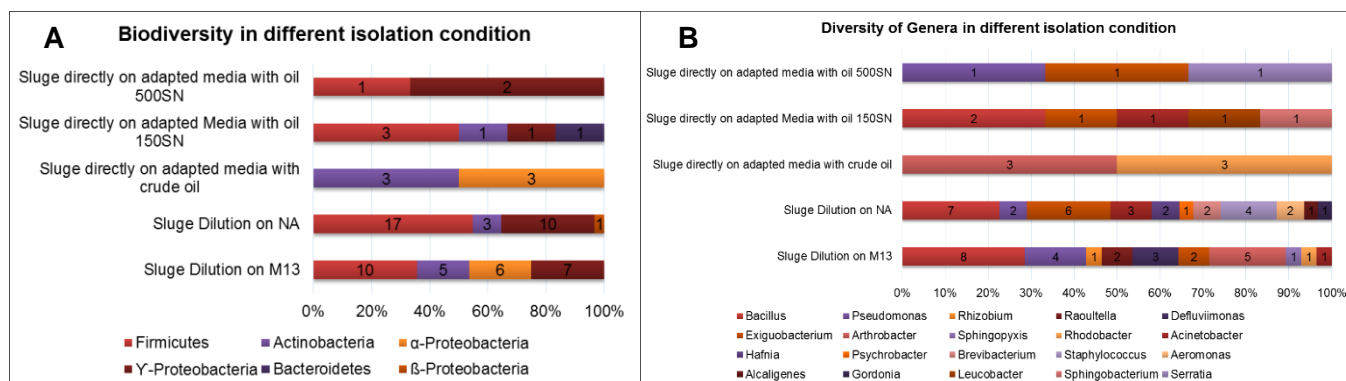 A
Biodiversity in different isolation condition
Sluge directly on adapted media with oil
500SN
1
2
Sluge directly on adapted Media with oil
150SN
3
1
1
1
Sluge directly on adapted media with
crude oil
3
3
Sluge Dilution on NA
17
3
10
1
Sluge Dilution on M13
10
5
6
7
0% 20% 40% 60% 80% 100%
Firmicutes Actinobacteria α-Proteobacteria
ϒ-Proteobacteria Bacteroidetes ß-Proteobacteria
B
Diversity of Genera in different isolation condition
Sluge directly on adapted media with oil 500SN
1
1
1
Sluge directly on adapted Media with oil 150SN
2
1
1
1
1
Sluge directly on adapted media with crude oil
3
3
Sluge Dilution on NA
7
2
6
3
2
1
2
4
2
1
1
Sluge Dilution on M13
8
4
1
2
3
2
5
1
1
1
0% 10% 20% 30% 40% 50% 60% 70% 80% 90% 100%
Bacillus Pseudomonas Rhizobium Raoultella Defluviimonas
Exiguobacterium Arthrobacter Sphingopyxis Rhodobacter Acinetobacter
Hafnia Psychrobacter Brevibacterium Staphylococcus Aeromonas
Alcaligenes Gordonia Leucobacter Sphingobacterium Serratia